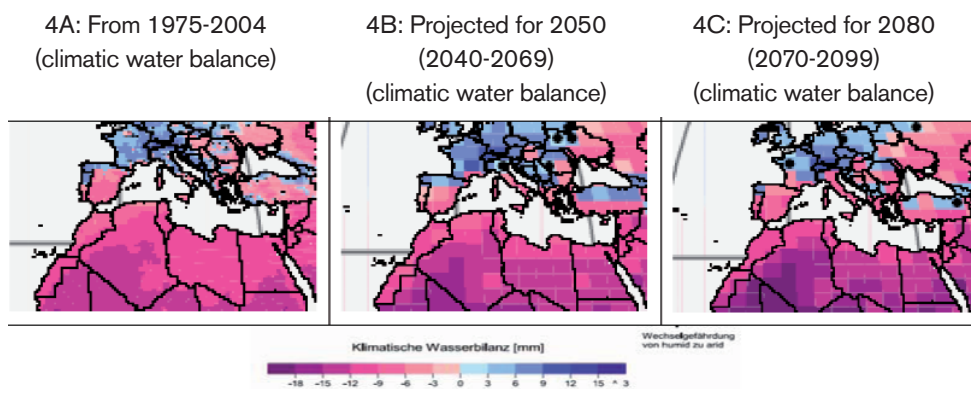 4A: From 1975-2004
(climatic water balance)
4B: Projected for 2050
(2040-2069)
(climatic water balance)
4C: Projected for 2080
(2070-2099)
(climatic water balance)
Wechselgefährdung
von humid zu arid
Klimatische Wasserbilanz [mm]
-18 -15 -12 -9 -6 -3 0 3 6 9 12 15 ^ 3